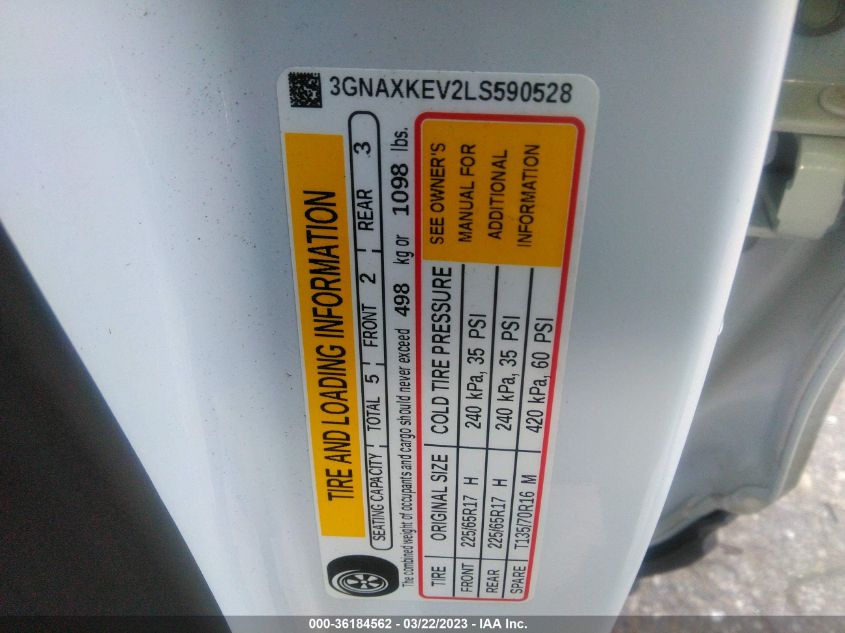 3GNAXKEV2LS590528
TIRE AND LOADING INFORMATION
SEATING CAPACITY TOTAL 5 FRONT 2 REAR 3
The combined weight of occupants and cargo should never exceed 498 kg or 1098 lbs.
TIRE ORIGINAL SIZE COLD TIRE PRESSURE
FRONT 225/65R17 H 240 kPa, 35 PSI
REAR 225/65R17 H 240 kPa, 35 PSI
SPARE T135/70R16 M 420 kPa, 60 PSI
SEE OWNER'S
MANUAL FOR
ADDITIONAL
INFORMATION
000-36184562 - 03/22/2023 - IAA Inc.